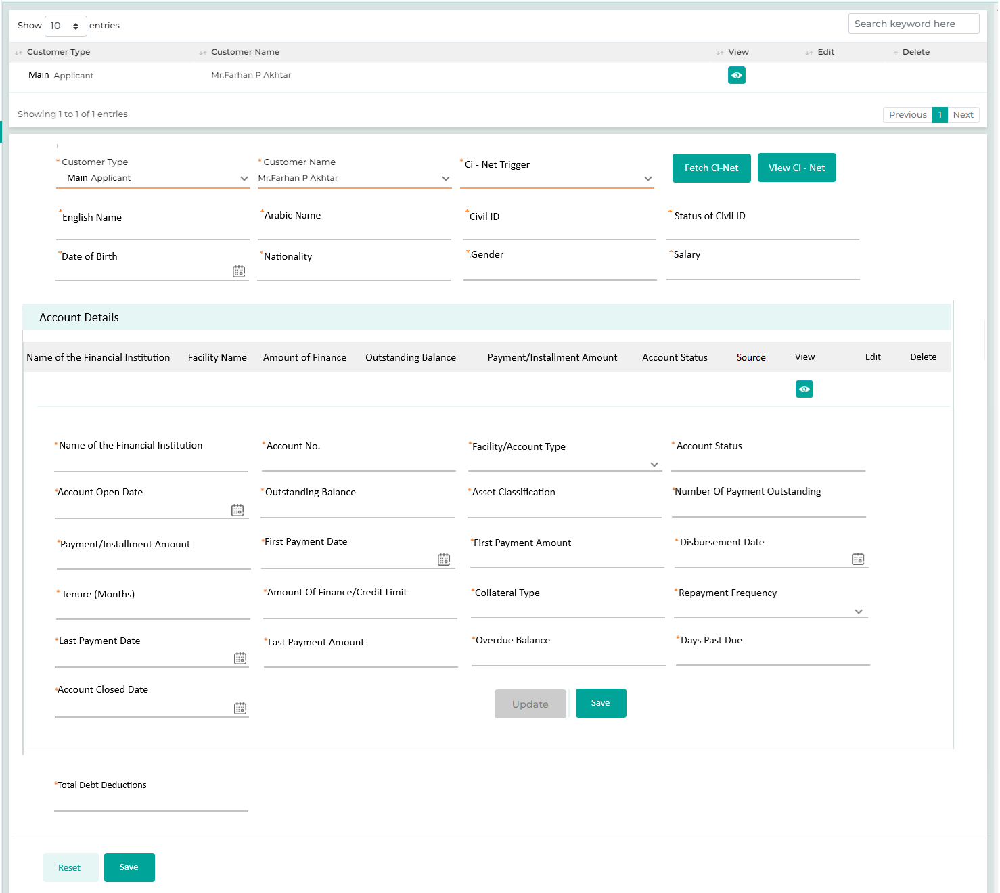 Show 10 entries Search keyword here
Customer Type Customer Name View Edit Delete
Main Applicant Mr.Farhan P Akhtar
Showing 1 to 1 of 1 entries Previous 1 Next
* Customer Type * Customer Name * Ci - Net Trigger Fetch Ci-Net View Ci - Net
Main Applicant Mr.Farhan P Akhtar
*English Name *Arabic Name *Civil ID * Status of Civil ID
*Date of Birth *Nationality *Gender *Salary
Account Details
Name of the Financial Institution Facility Name Amount of Finance Outstanding Balance Payment/Installment Amount Account Status Source View Edit Delete
*Name of the Financial Institution *Account No. *Facility/Account Type * Account Status
*Account Open Date *Outstanding Balance *Asset Classification *Number Of Payment Outstanding
*Payment/Installment Amount *First Payment Date *First Payment Amount * Disbursement Date
* Tenure (Months) *Amount Of Finance/Credit Limit *Collateral Type *Repayment Frequency
*Last Payment Date *Last Payment Amount *Overdue Balance *Days Past Due
*Account Closed Date Update Save
*Total Debt Deductions
Reset Save